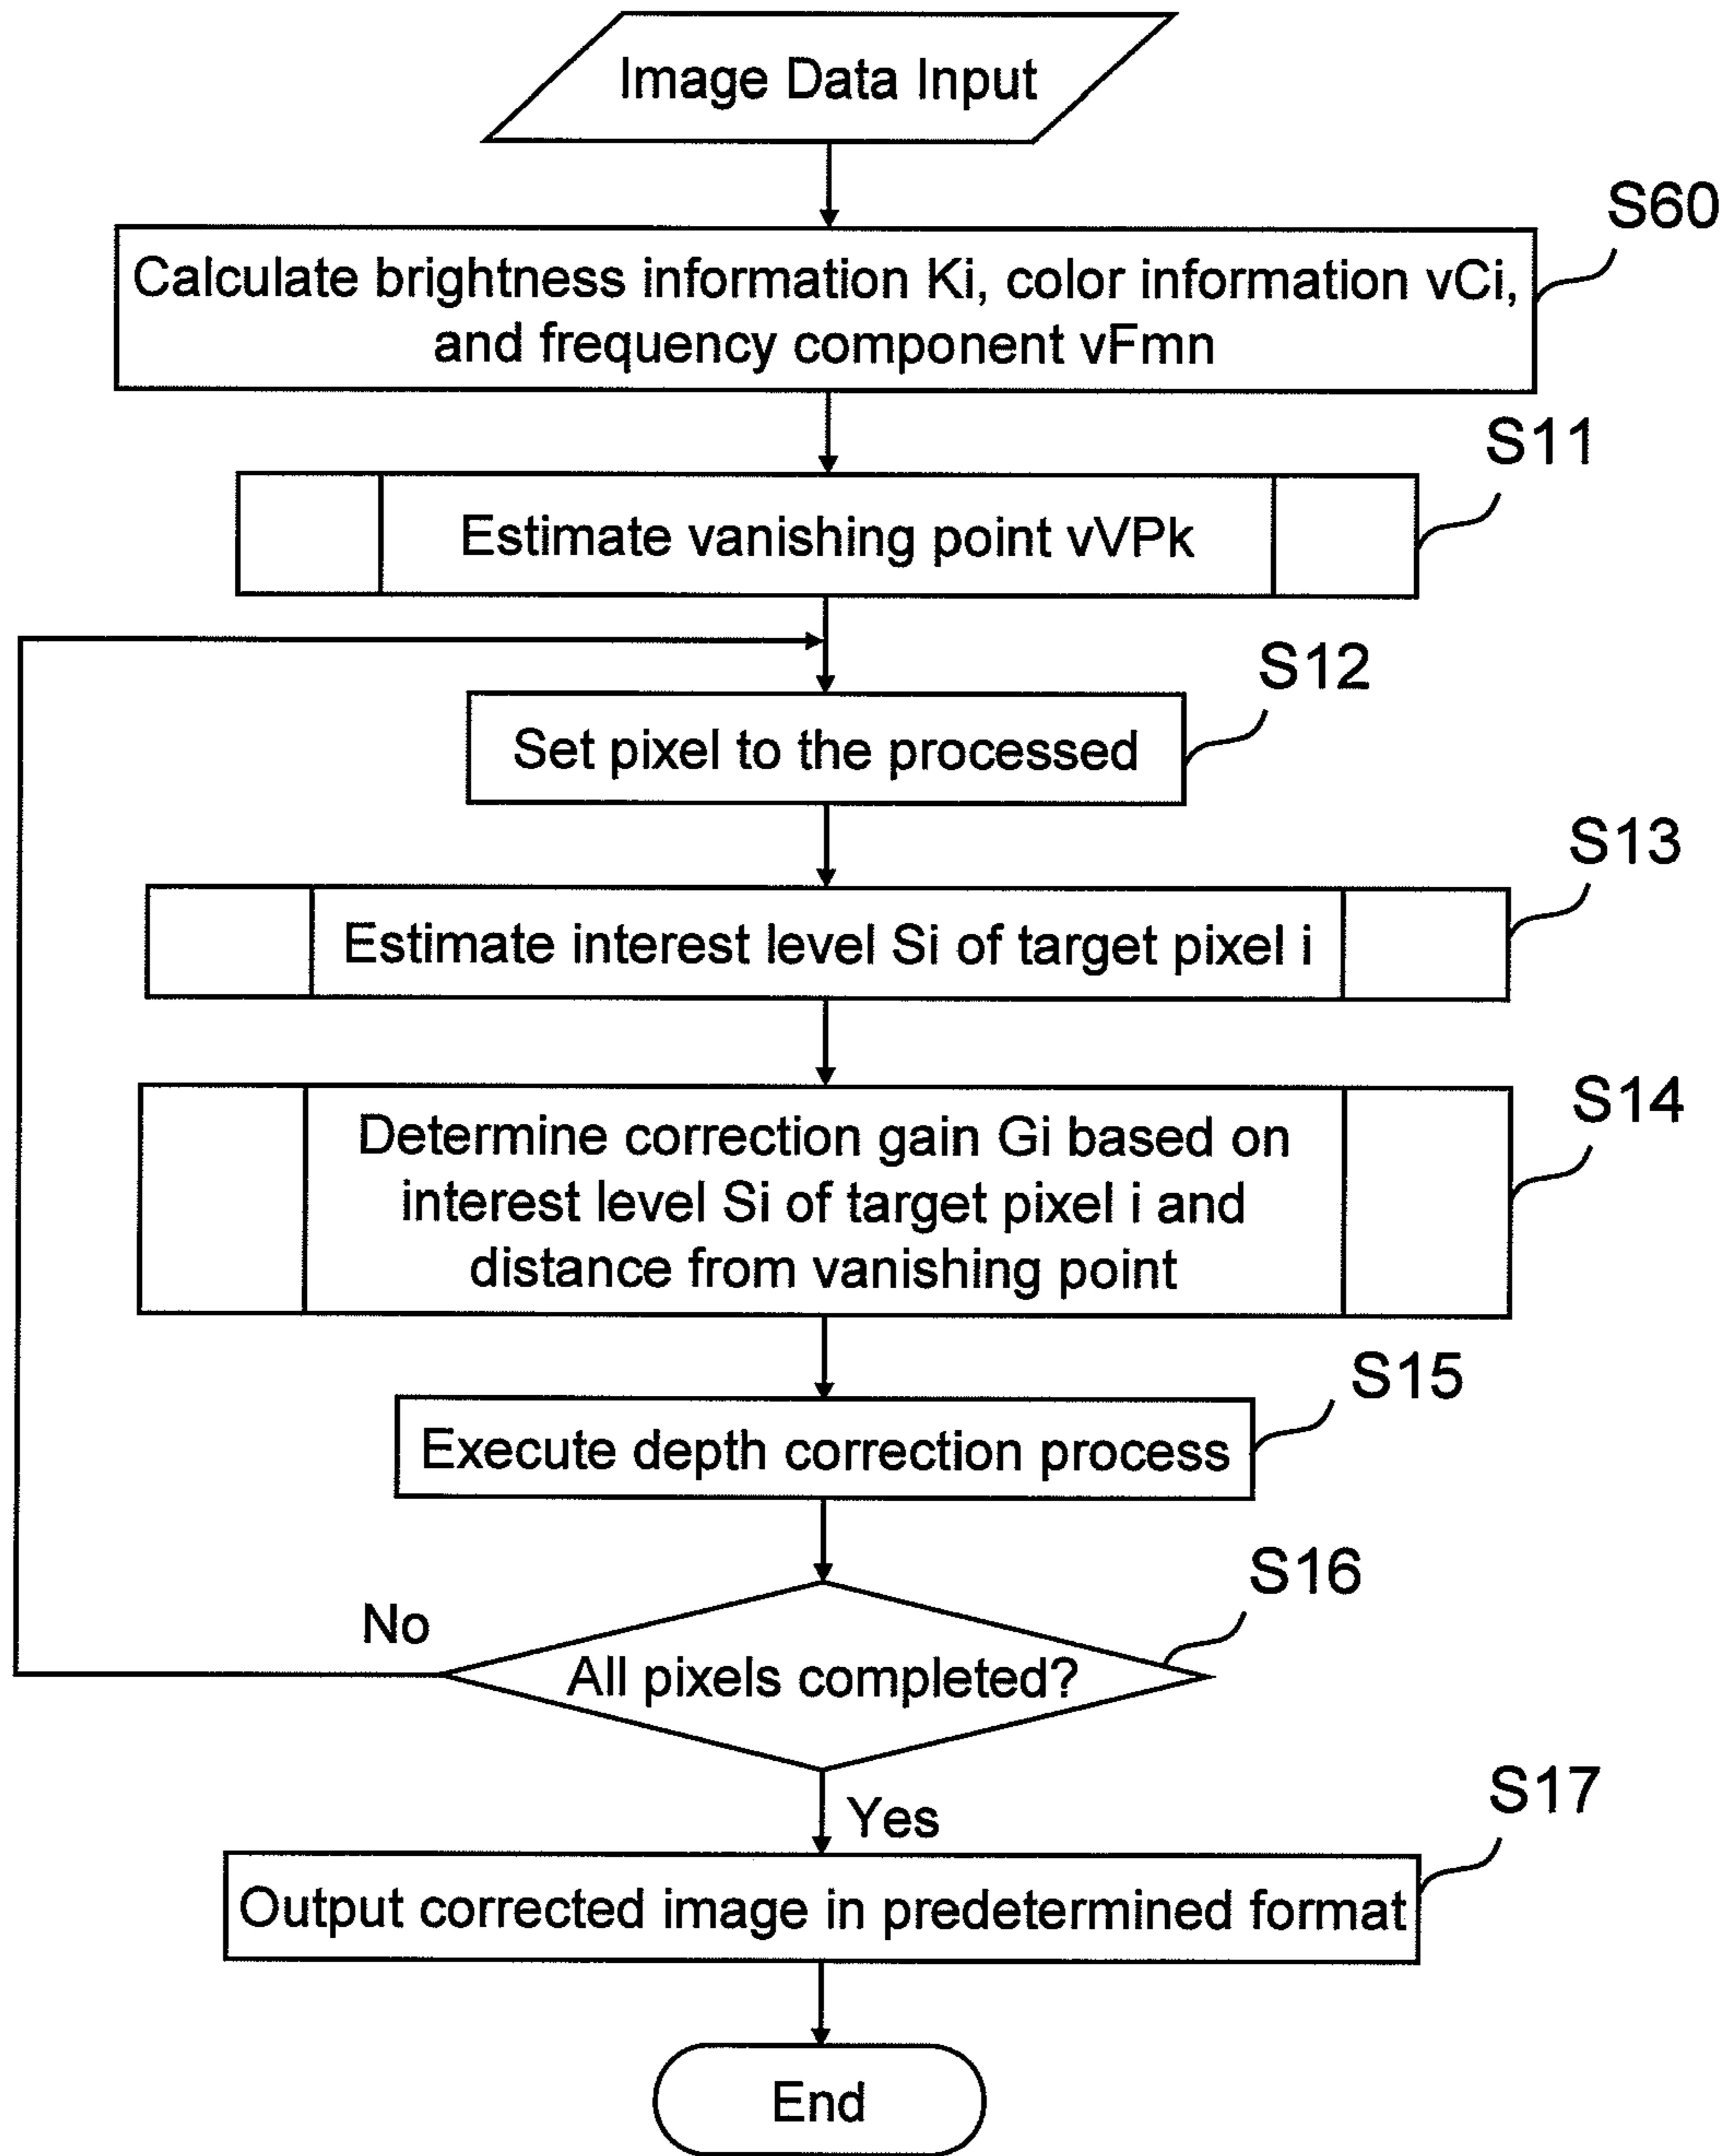 Image Data Input
S60
Calculate brightness information Ki, color information vCi,
and frequency component vFmn
S11
Estimate vanishing point vVPk
S12
Set pixel to the processed
S13
Estimate interest level Si of target pixel i
S14
Determine correction gain Gi based on
interest level Si of target pixel i and
distance from vanishing point
S15
Execute depth correction process
S16
No
All pixels completed?
Yes
S17
Output corrected image in predetermined format
End